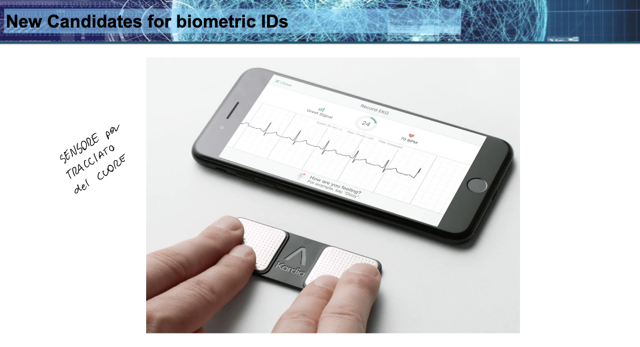 New Candidates for biometric IDs
SENSORE per
TRACCIATO
del CUORE
Record EKG
Great Signal
24
70 BPM
How are you feeling?
Kardia